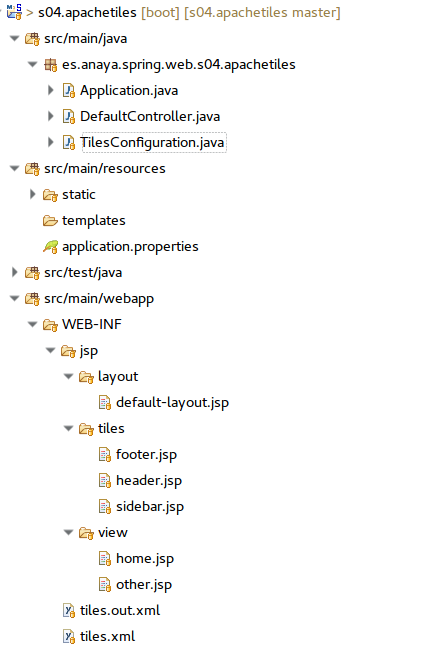 > s04.apachetiles [boot] [s04.apachetiles master]
src/main/java
es.anaya.spring.web.s04.apachetiles
Application.java
DefaultController.java
TilesConfiguration.java
src/main/resources
static
templates
application.properties
src/test/java
src/main/webapp
WEB-INF
jsp
layout
default-layout.jsp
tiles
footer.jsp
header.jsp
sidebar.jsp
view
home.jsp
other.jsp
tiles.out.xml
tiles.xml